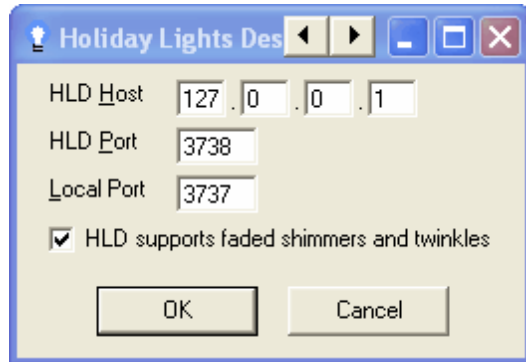 Holiday Lights Des
HLD Host 127 . 0 . 0 . 1
HLD Port 3738
Local Port 3737
HLD supports faded shimmers and twinkles
OK Cancel